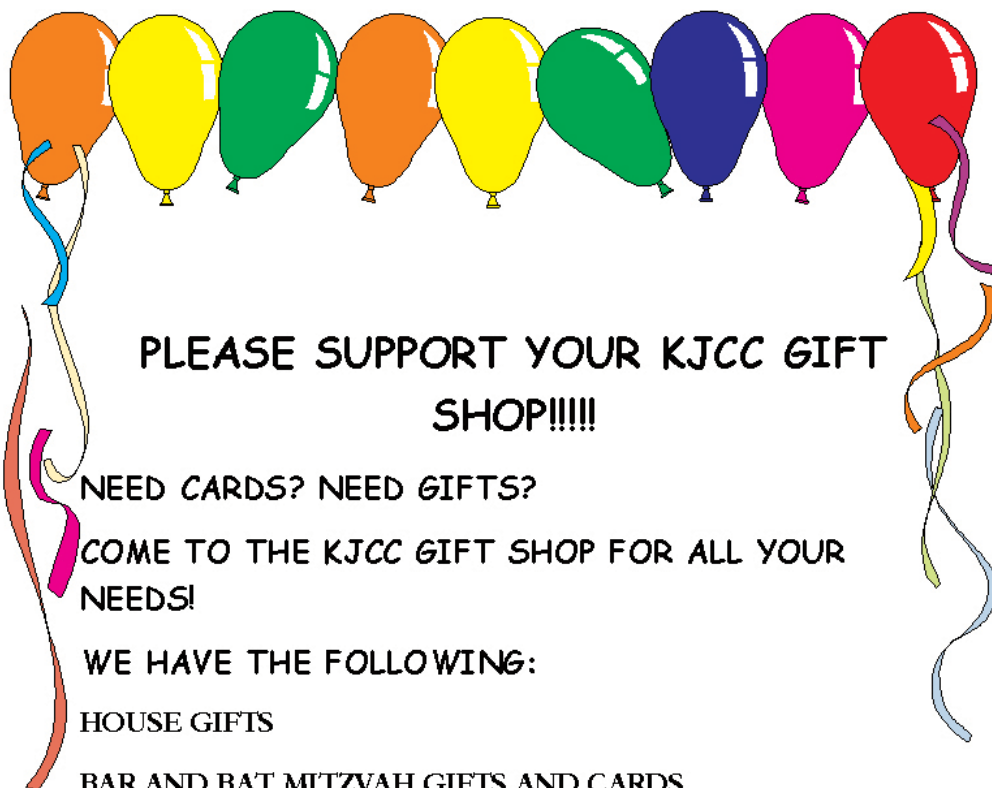 PLEASE SUPPORT YOUR KJCC GIFT
SHOP!!!!!
NEED CARDS? NEED GIFTS?
COME TO THE KJCC GIFT SHOP FOR ALL YOUR
NEEDS!
WE HAVE THE FOLLOWING:
HOUSE GIFTS
BAR AND BAT MITZVAH GIFTS AND CARDS